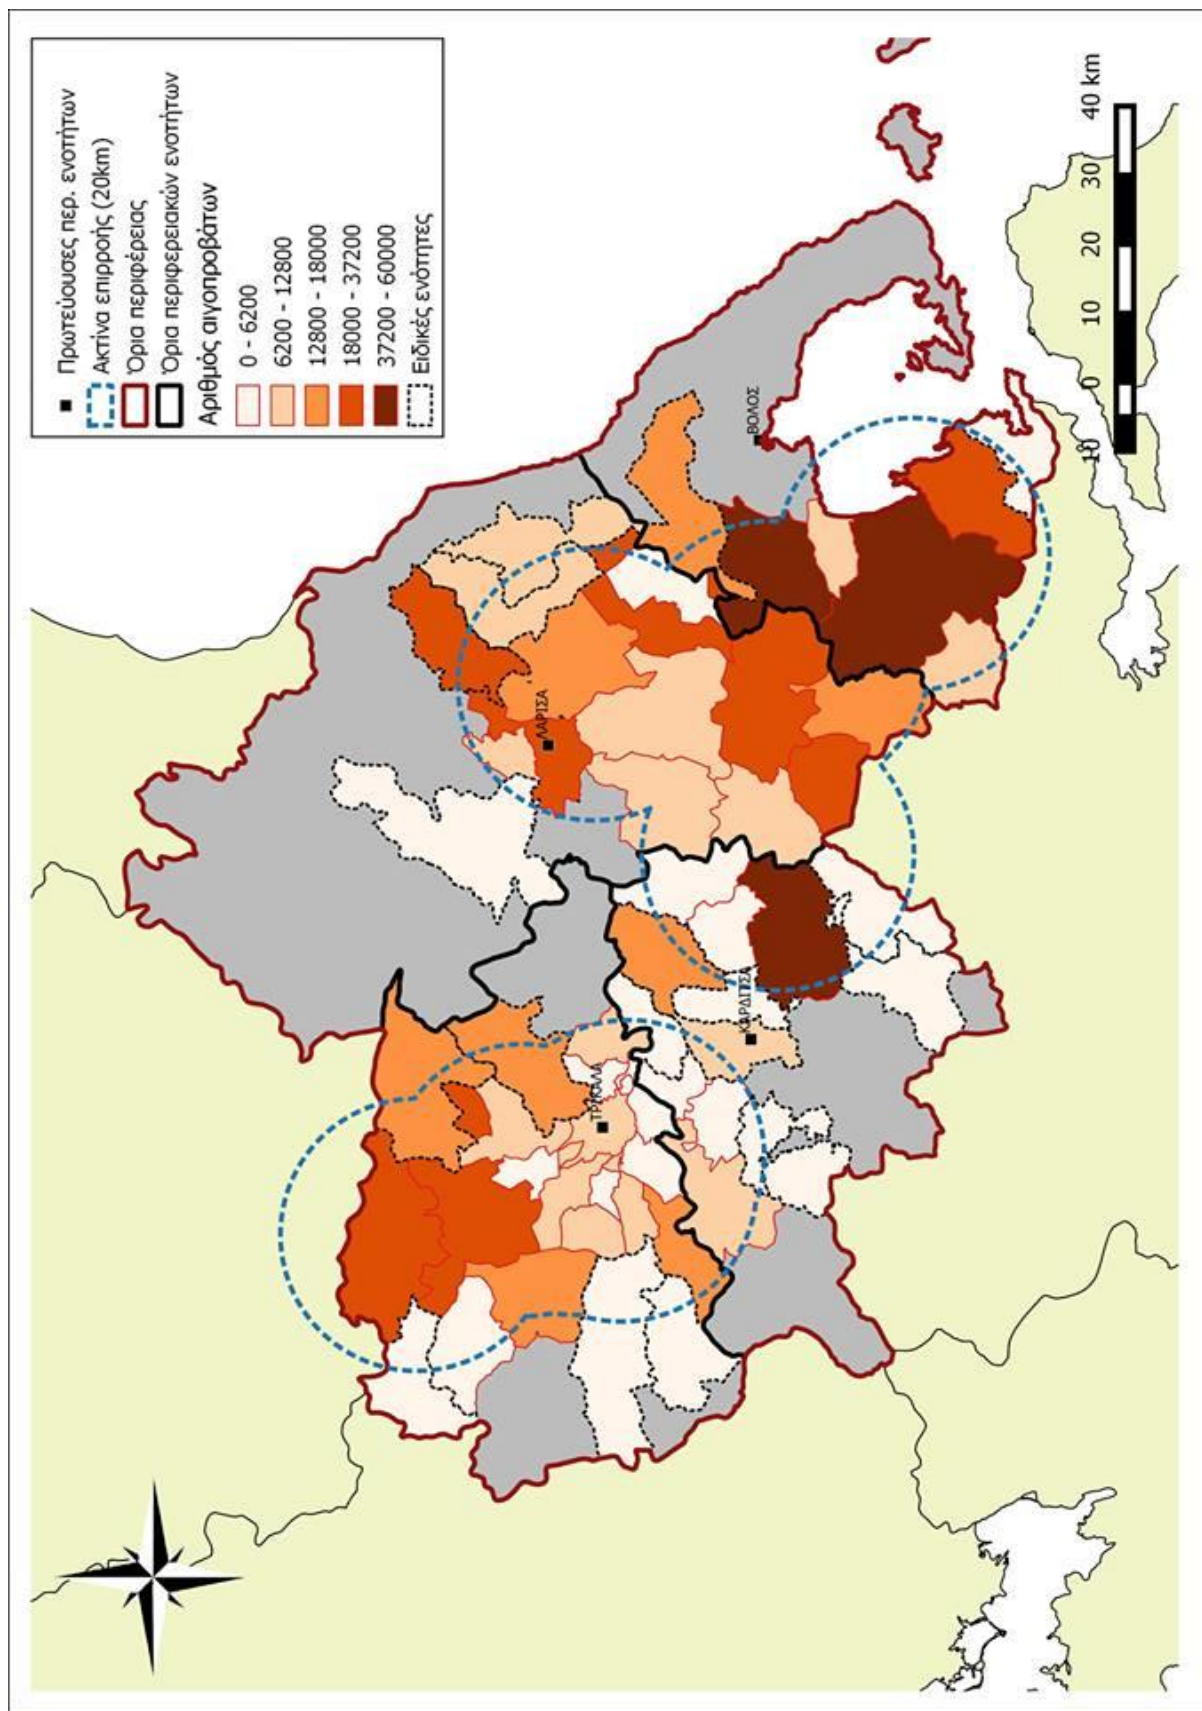 Πρωτεύουσες περ. ενοτήτων
Ακτίνα επιρροής (20km)
Όρια περιφέρειας
Όρια περιφερειακών ενοτήτων
Αριθμός αιγοπροβάτων
0 - 6200
6200 - 12800
12800 - 18000
18000 - 37200
37200 - 60000
Ειδικές ενότητες
ΛΑΡΙΣΑ
ΤΡΙΚΑΛΑ
ΚΑΡΔΙΤΣΑ
ΒΟΛΟΣ
10 0 10 20 30 40 km